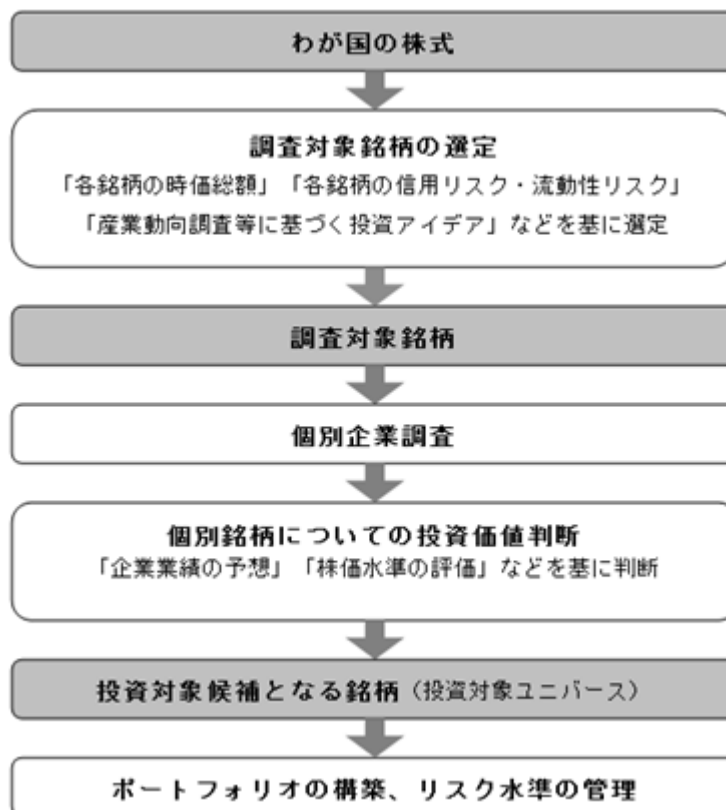 わが国の株式
調査対象銘柄の選定
「各銘柄の時価総額」「各銘柄の信用リスク・流動性リスク」
「産業動向調査等に基づく投資アイデア」などを基に選定
調査対象銘柄
個別企業調査
個別銘柄についての投資価値判断
「企業業績の予想」「株価水準の評価」などを基に判断
投資対象候補となる銘柄（投資対象ユニバース）
ポートフォリオの構築、リスク水準の管理